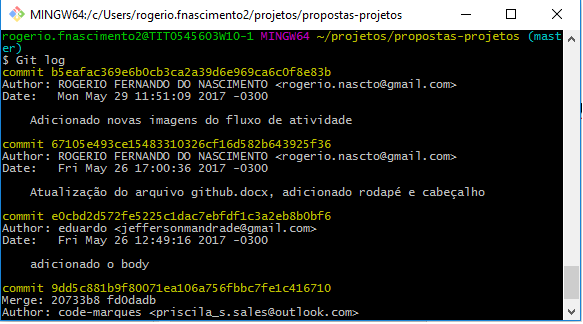 MINGW64:/c/Users/rogerio.fnascimento2/projetos/propostas-projetos
rogerio.fnascimento2@TIT0545603W10-1 MINGW64 ~/projetos/propostas-projetos (mast
er)
$ Git log
commit b5eafac369e6b0cb3ca2a39d6e969ca6c0f8e83b
Author: ROGERIO FERNANDO DO NASCIMENTO <rogerio.nascto@gmail.com>
Date:   Mon May 29 11:51:09 2017 -0300
Adicionado novas imagens do fluxo de atividade
commit 67105e493ce15483310326cf16d582b643925f36
Author: ROGERIO FERNANDO DO NASCIMENTO <rogerio.nascto@gmail.com>
Date:   Fri May 26 17:00:36 2017 -0300
Atualização do arquivo github.docx, adicionado rodapé e cabeçalho
commit e0cbd2d572fe5225c1dac7ebfdf1c3a2eb8b0bf6
Author: eduardo <jeffersonmandrade@gmail.com>
Date:   Fri May 26 12:49:16 2017 -0300
adicionado o body
commit 9dd5c881b9f80071ea106a756fbbc7fe1c416710
Merge: 20733b8 fd0dadb
Author: code-marques <priscila_s.sales@outlook.com>